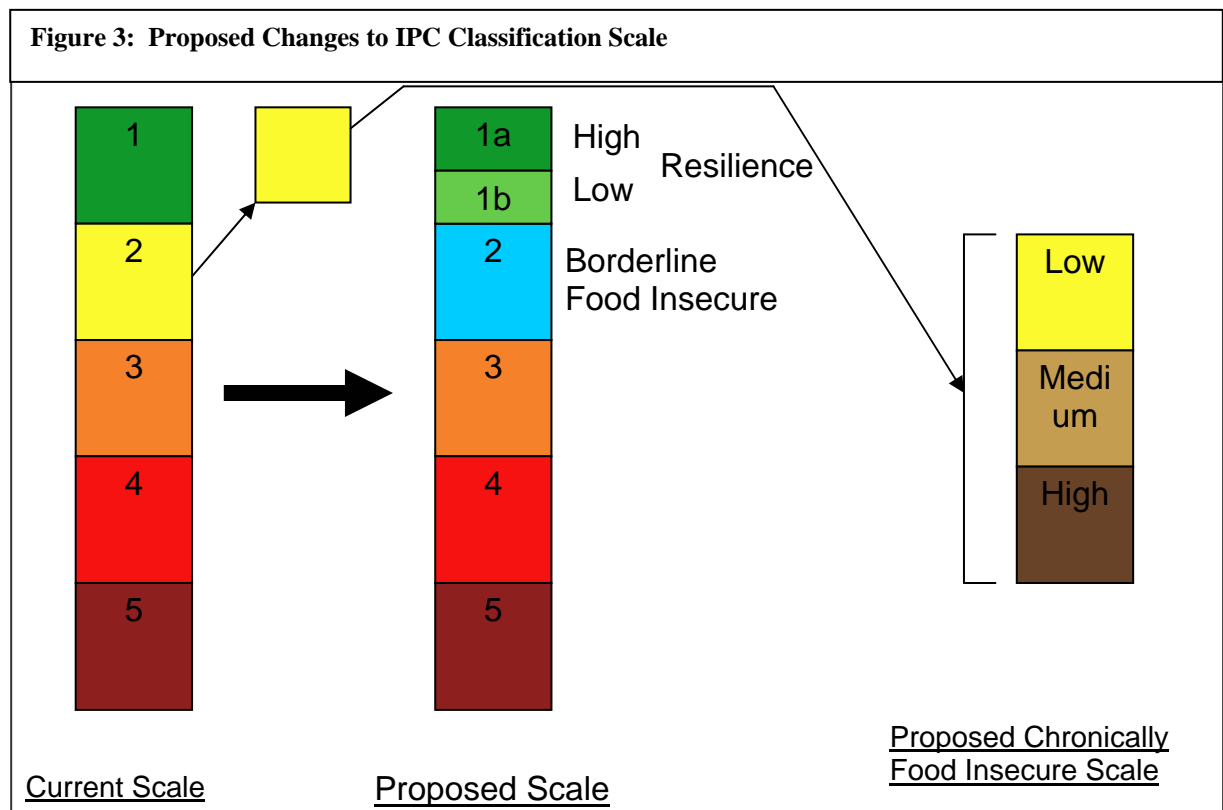 Figure 3: Proposed Changes to IPC Classification Scale
1
2
3
4
5
Current Scale
1a
1b
2
3
4
5
High
Low
Resilience
Borderline
Food Insecure
Proposed Scale
Low
Medi
um
High
Proposed Chronically
Food Insecure Scale